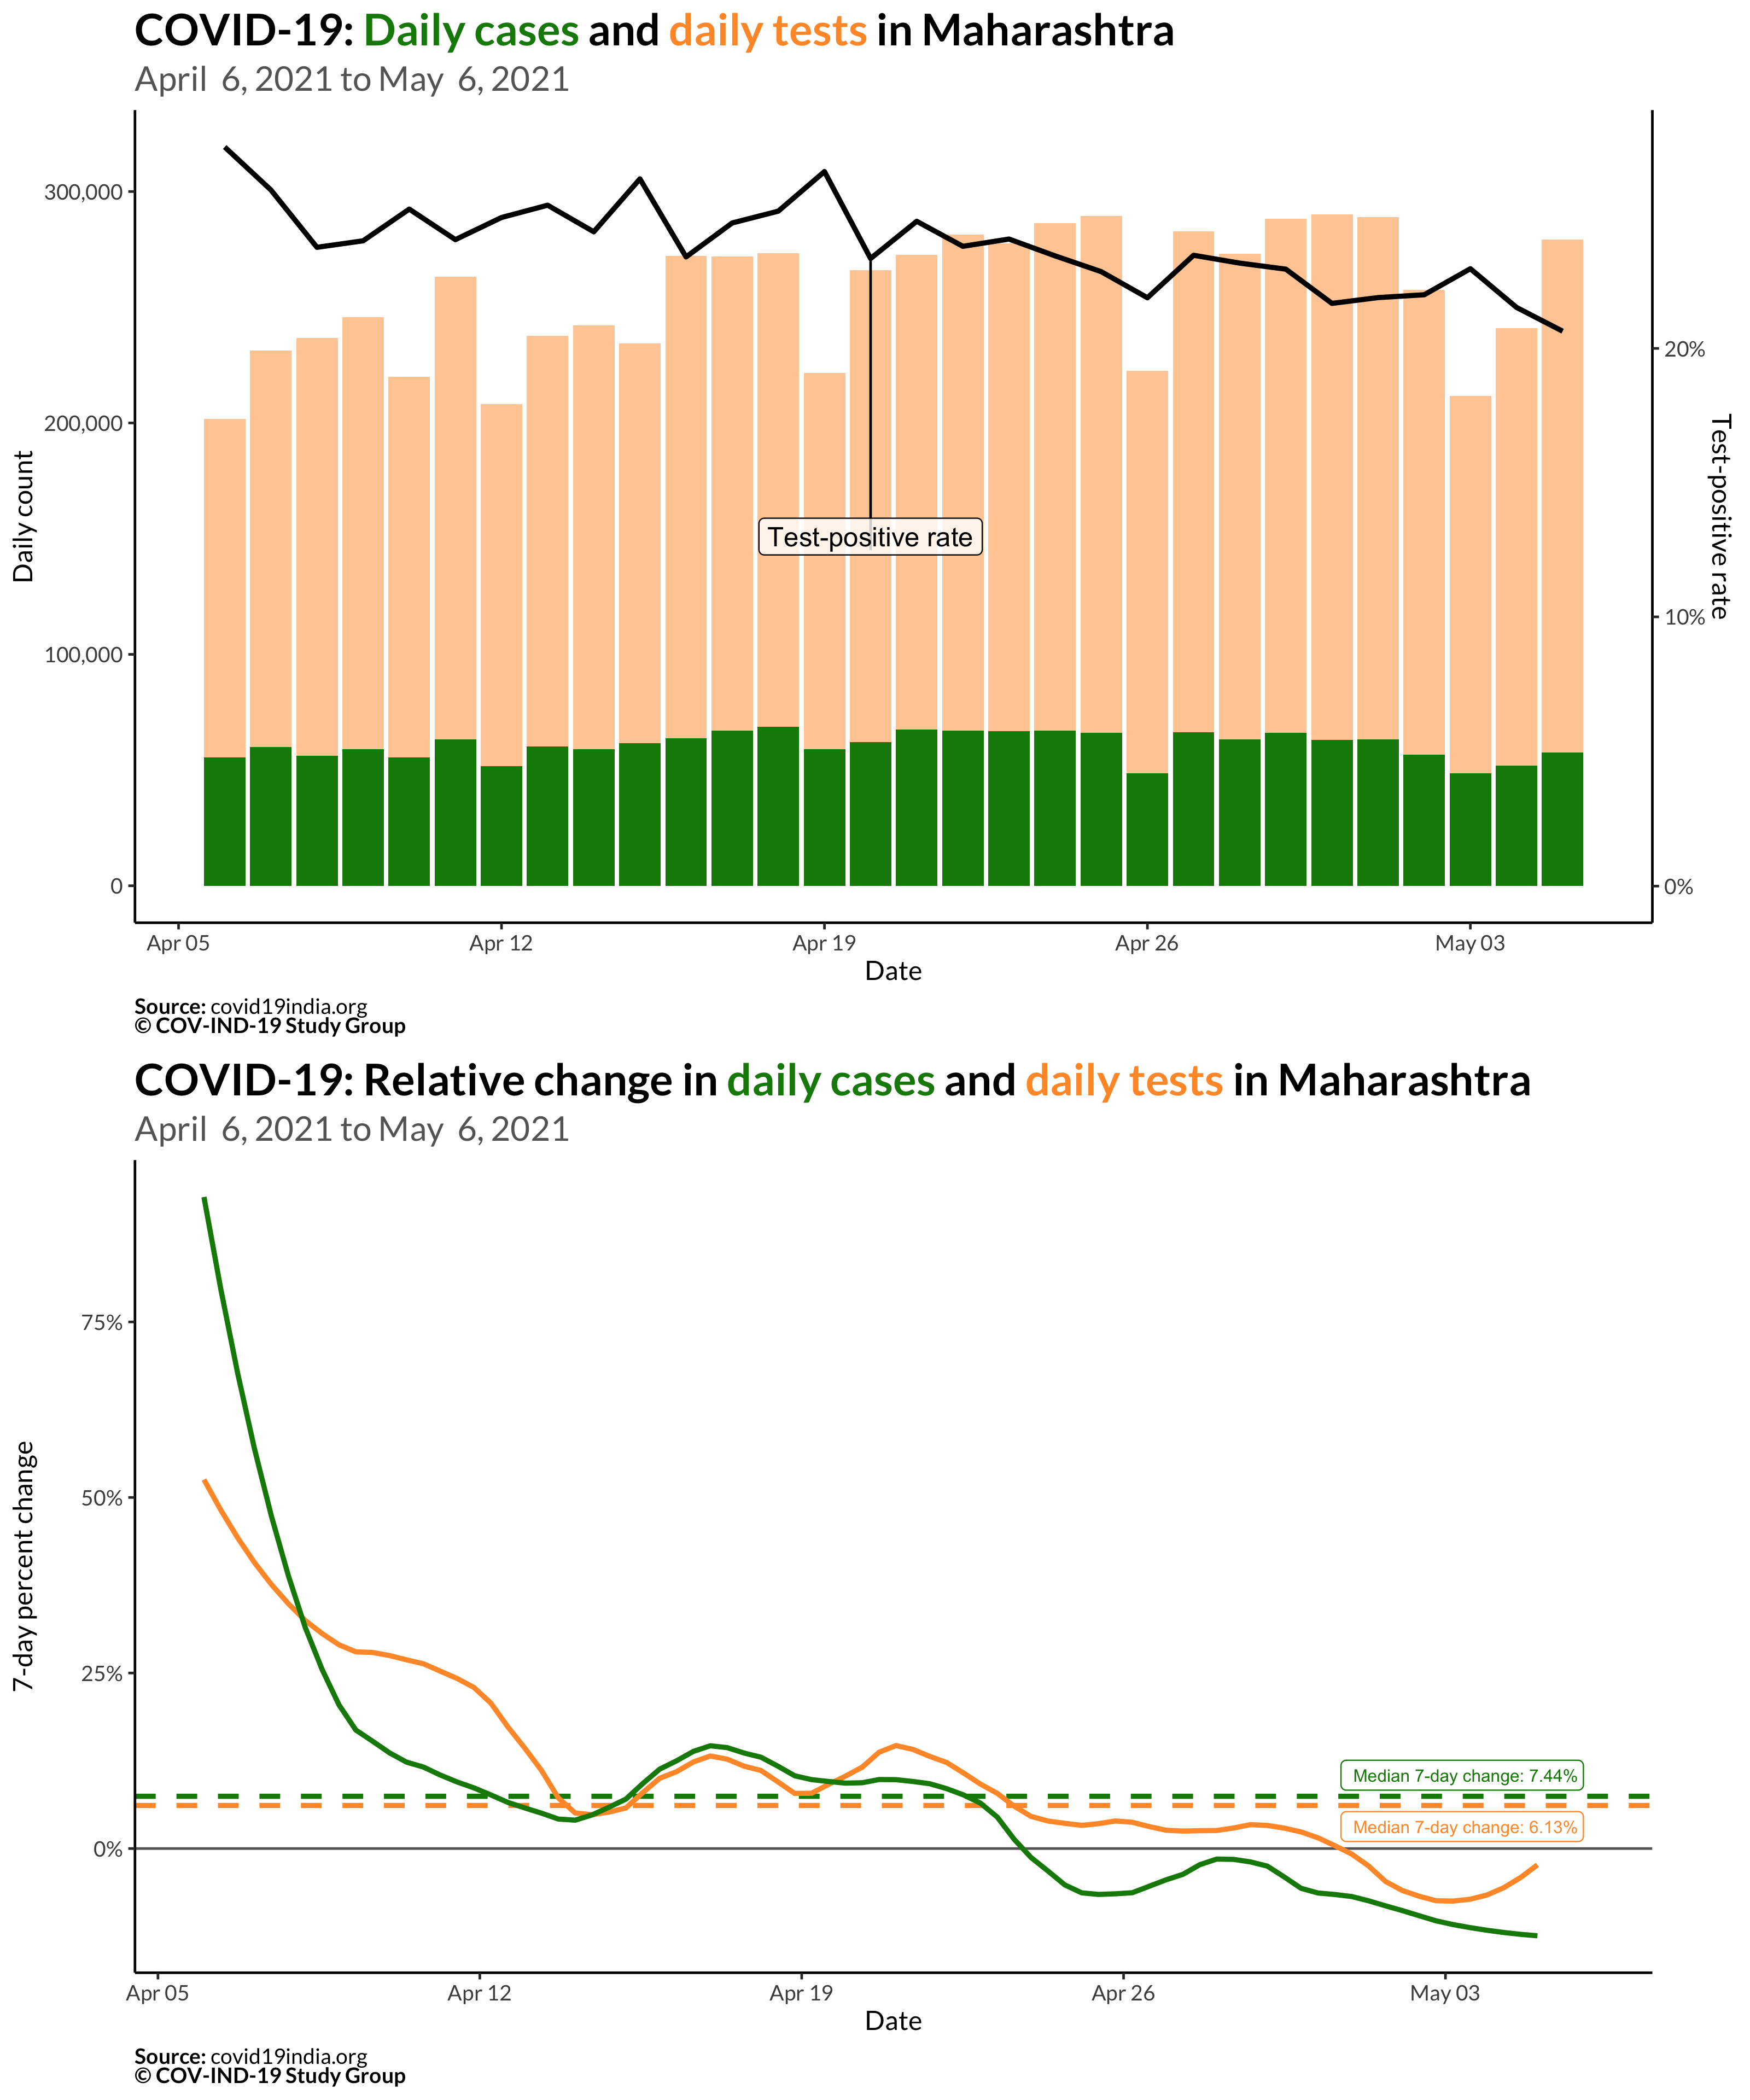 COVID-19: Daily cases and daily tests in Maharashtra
April  6, 2021 to May  6, 2021
300,000
200,000
100,000
0
Daily count
20%
10%
0%
Test-positive rate
Test-positive rate
Apr 05
Apr 12
Apr 19
Apr 26
May 03
Date
Source: covid19india.org
© COV-IND-19 Study Group
COVID-19: Relative change in daily cases and daily tests in Maharashtra
April  6, 2021 to May  6, 2021
75%
50%
25%
0%
7-day percent change
Median 7-day change: 7.44%
Median 7-day change: 6.13%
Apr 05
Apr 12
Apr 19
Apr 26
May 03
Date
Source: covid19india.org
© COV-IND-19 Study Group